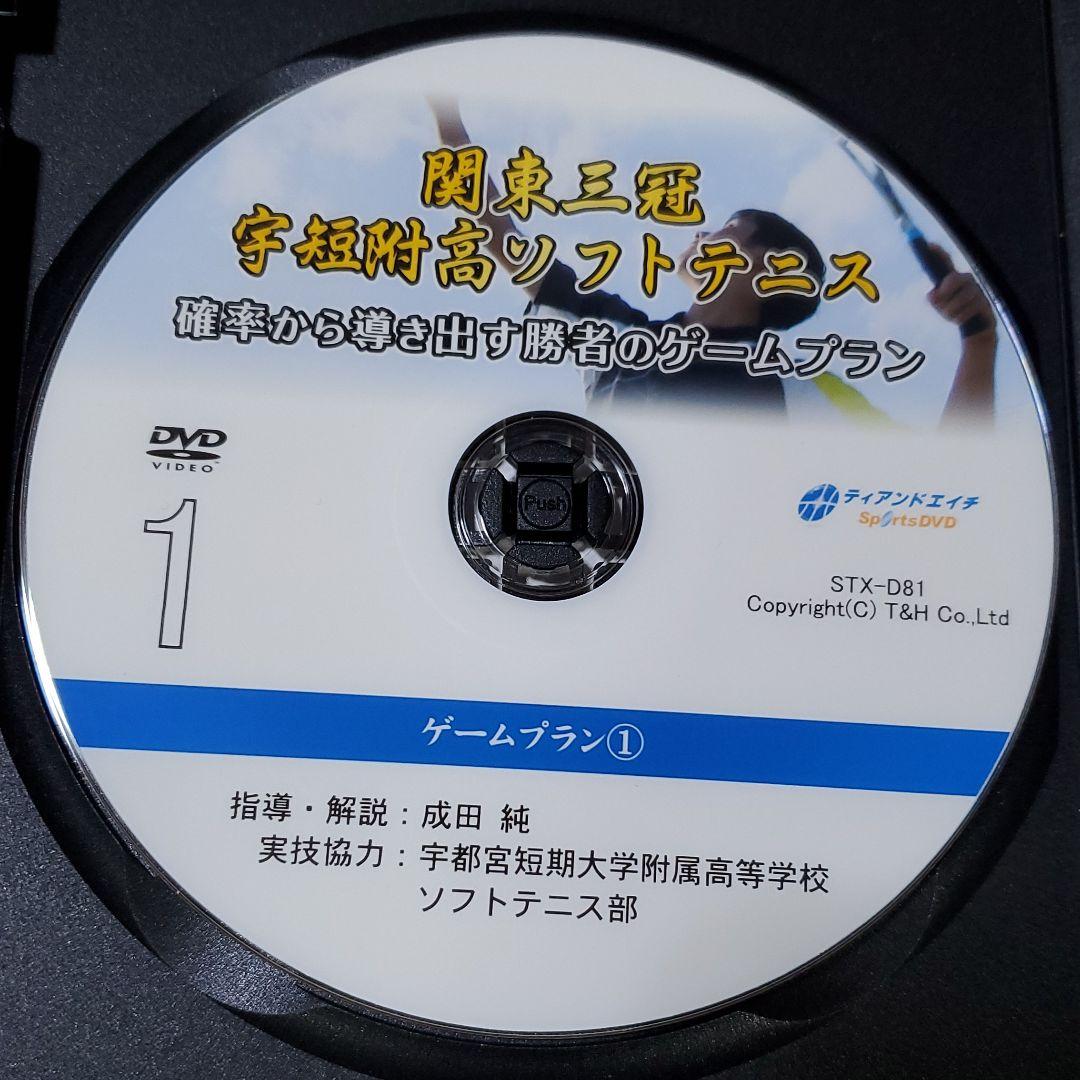 関東三冠
宇短附高ソフトテニス
確率から導き出す勝者のゲームプラン
DVD
VIDEO™
1
Push
ティアンドエイチ
SportsDVD
STX-D81
Copyright(C) T&H Co.,Ltd
ゲームプラン①
指導・解説：成田 純
実技協力：宇都宮短期大学附属高等学校
ソフトテニス部